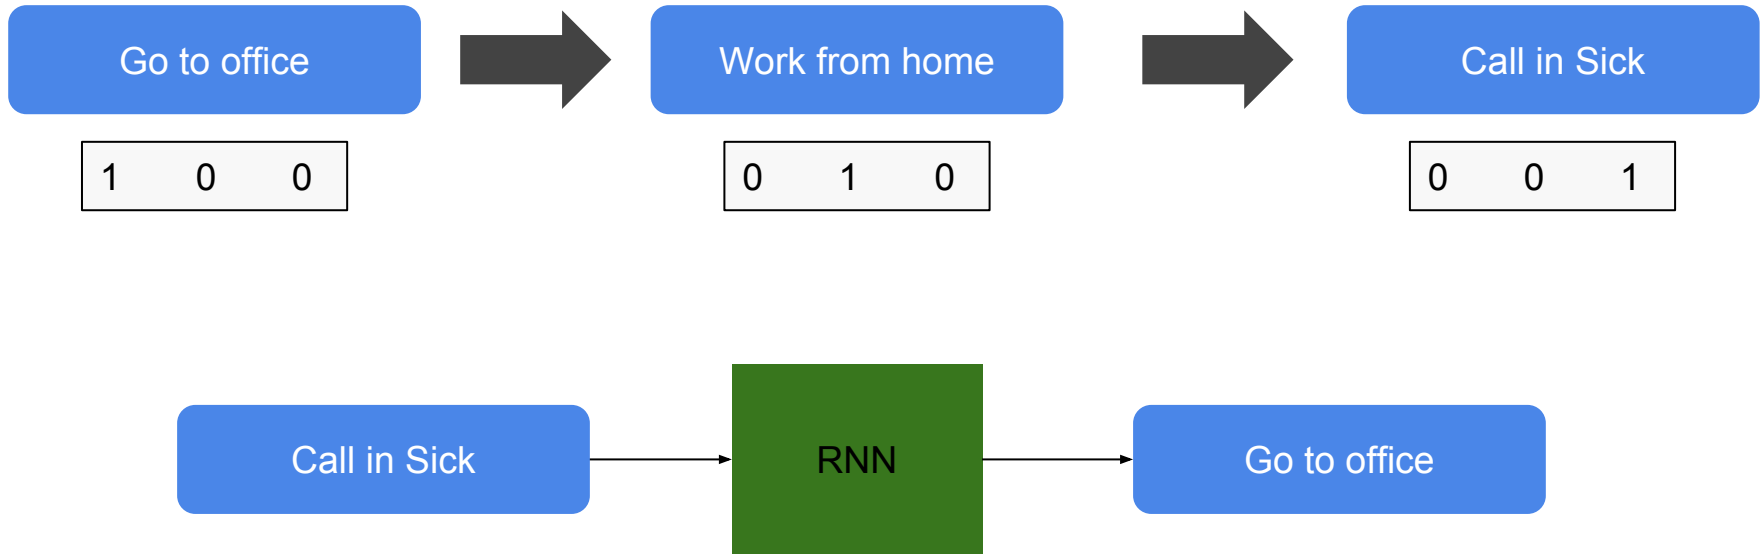 Go to office
Work from home
Call in Sick
1 0 0
0 1 0
0 0 1
Call in Sick
RNN
Go to office